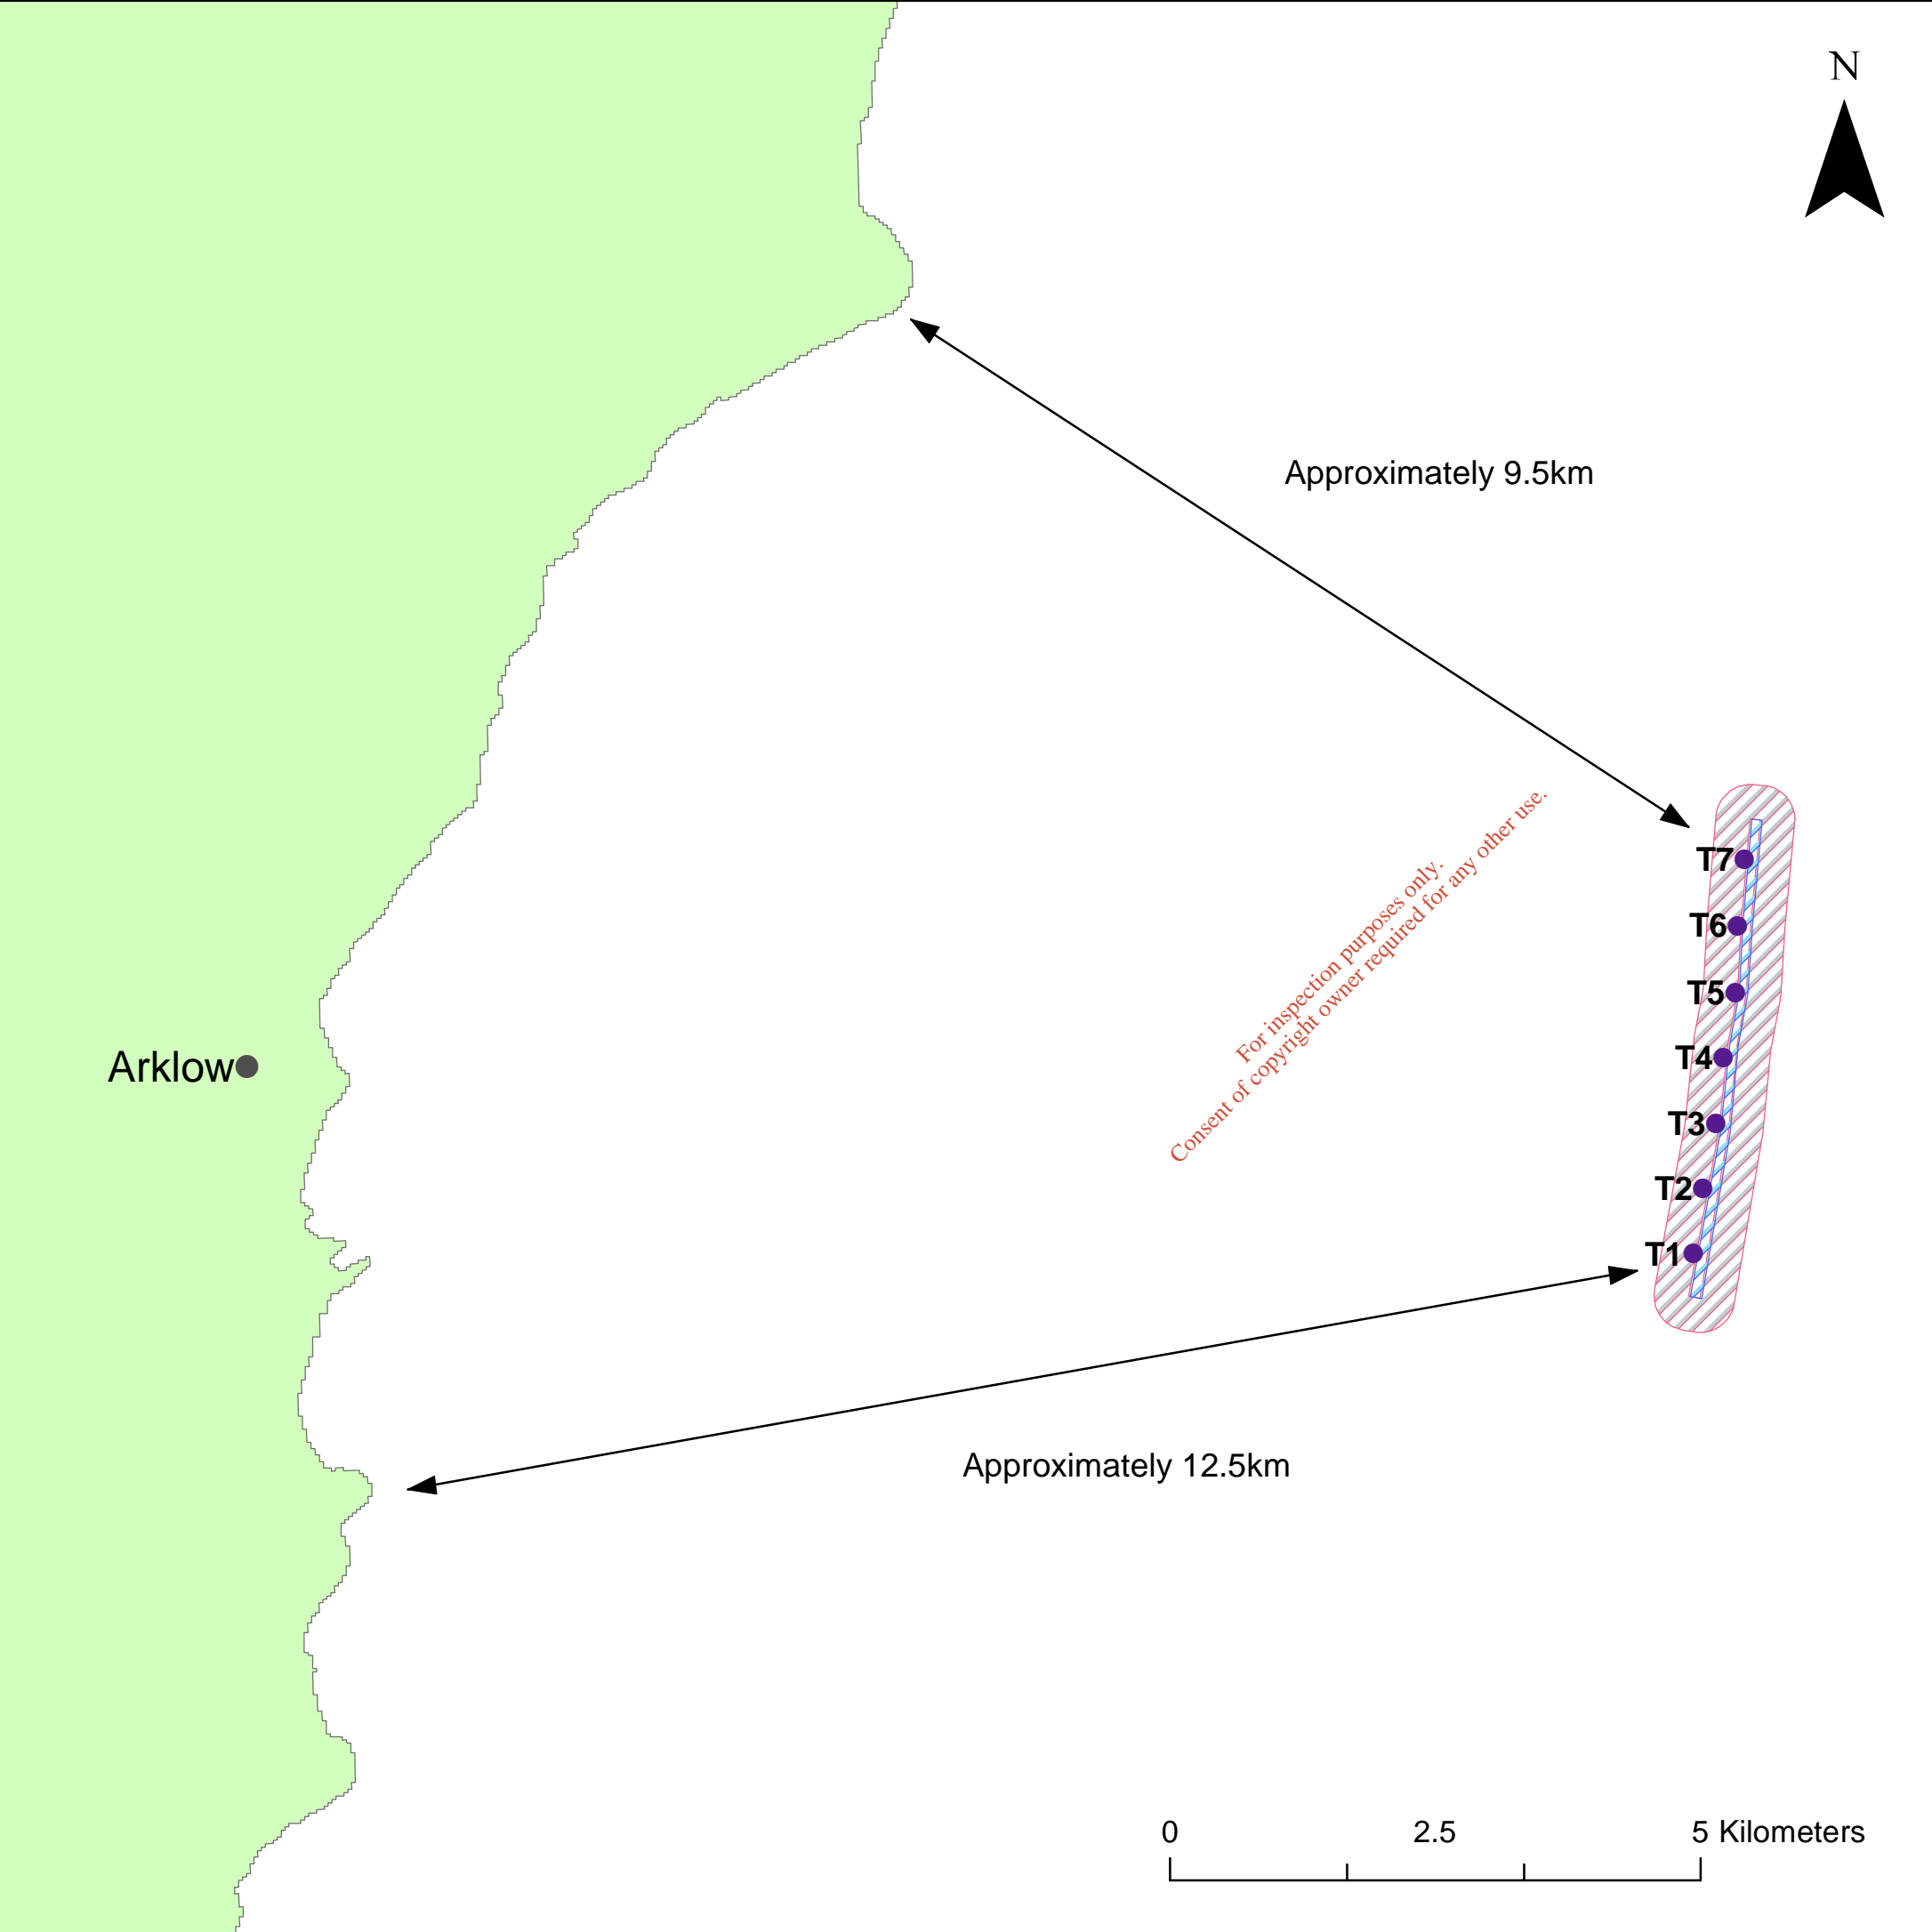 N
Approximately 9.5km
For inspection purposes only.
Consent of copyright owner required for any other use.
T7
T6
T5
T4
Arklow
T3
T2
T1
Approximately 12.5km
0 2.5 5 Kilometers